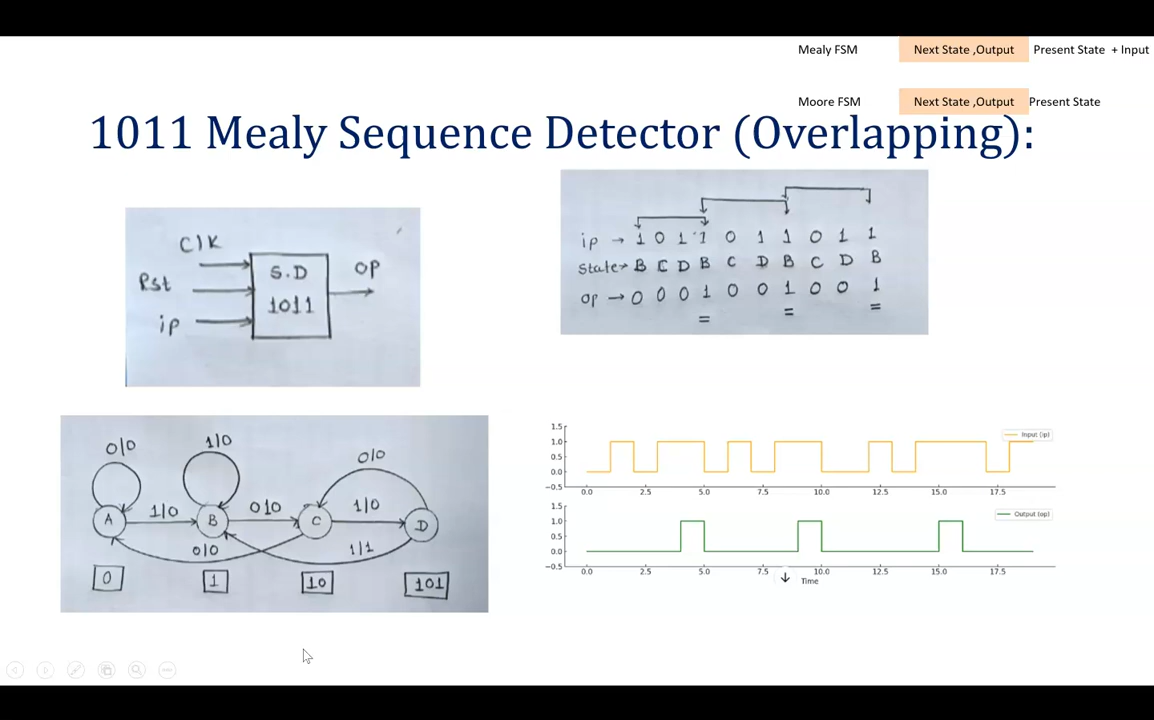 Mealy FSM Next State ,Output Present State + Input
Moore FSM Next State ,Output Present State
1011 Mealy Sequence Detector (Overlapping):
Clk
Rst
ip
S.D
1011
OP
ip → 1 0 1 1 0 1 1 0 1 1
State→ B C D B C D B C D B
op → 0 0 0 1 0 0 1 0 0 1
= = =
0|0 1|0 0|0
1|0 0|0 1|0
A B C D
0|0 1|1
0 1 10 101
1.5
1.0
0.5
0.0
−0.5
Input (ip)
0.0 2.5 5.0 7.5 10.0 12.5 15.0 17.5
1.5
1.0
0.5
0.0
−0.5
Output (op)
0.0 2.5 5.0 7.5 10.0 12.5 15.0 17.5
Time